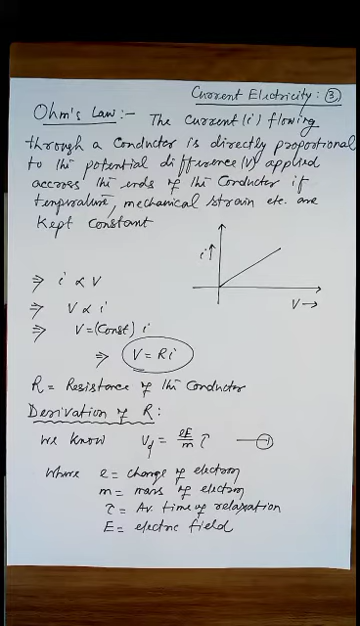 Current Electricity: ③
Ohm's Law:- The current (i) flowing
through a conductor is directly proportional
to the potential difference (V) applied
accross the ends of the conductor if
temperature, mechanical strain etc. are
kept constant
i↑
V→
⇒ i ∝ V
⇒ V ∝ i
⇒ V = (const) i
⇒ V = Ri
R = Resistance of the conductor
Derivation of R:
We know Vd = eE/m τ —①
where e = charge of electron
m = mass of electron
τ = Av. time of relaxation
E = electric field